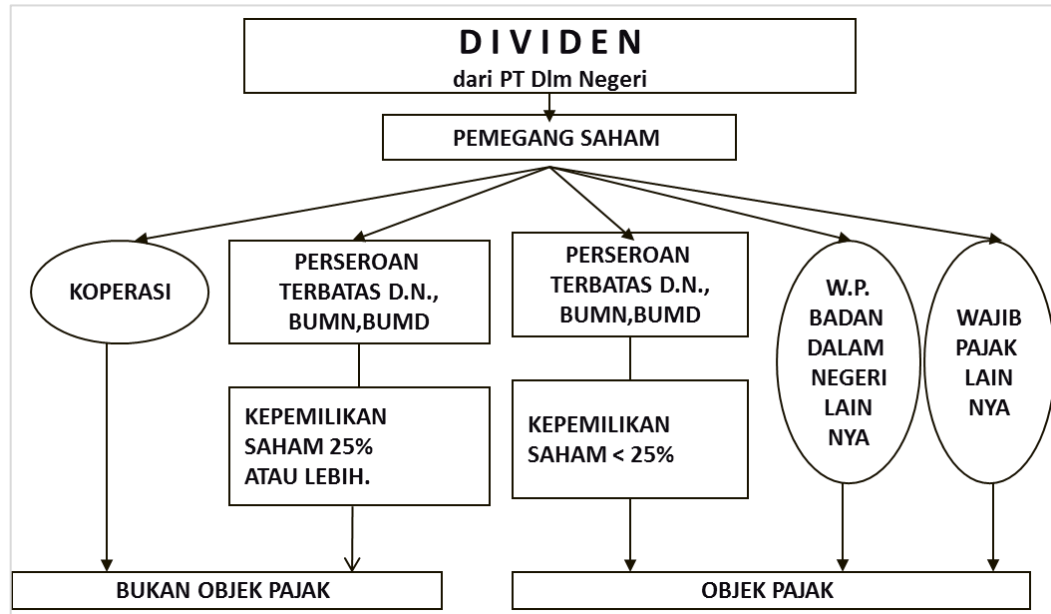 D I V I D E N
dari PT Dlm Negeri
PEMEGANG SAHAM
KOPERASI
PERSEROAN
TERBATAS D.N.,
BUMN,BUMD
PERSEROAN
TERBATAS D.N.,
BUMN,BUMD
W.P.
BADAN
DALAM
NEGERI
LAIN
NYA
WAJIB
PAJAK
LAIN
NYA
KEPEMILIKAN
SAHAM 25%
ATAU LEBIH.
KEPEMILIKAN
SAHAM < 25%
BUKAN OBJEK PAJAK
OBJEK PAJAK